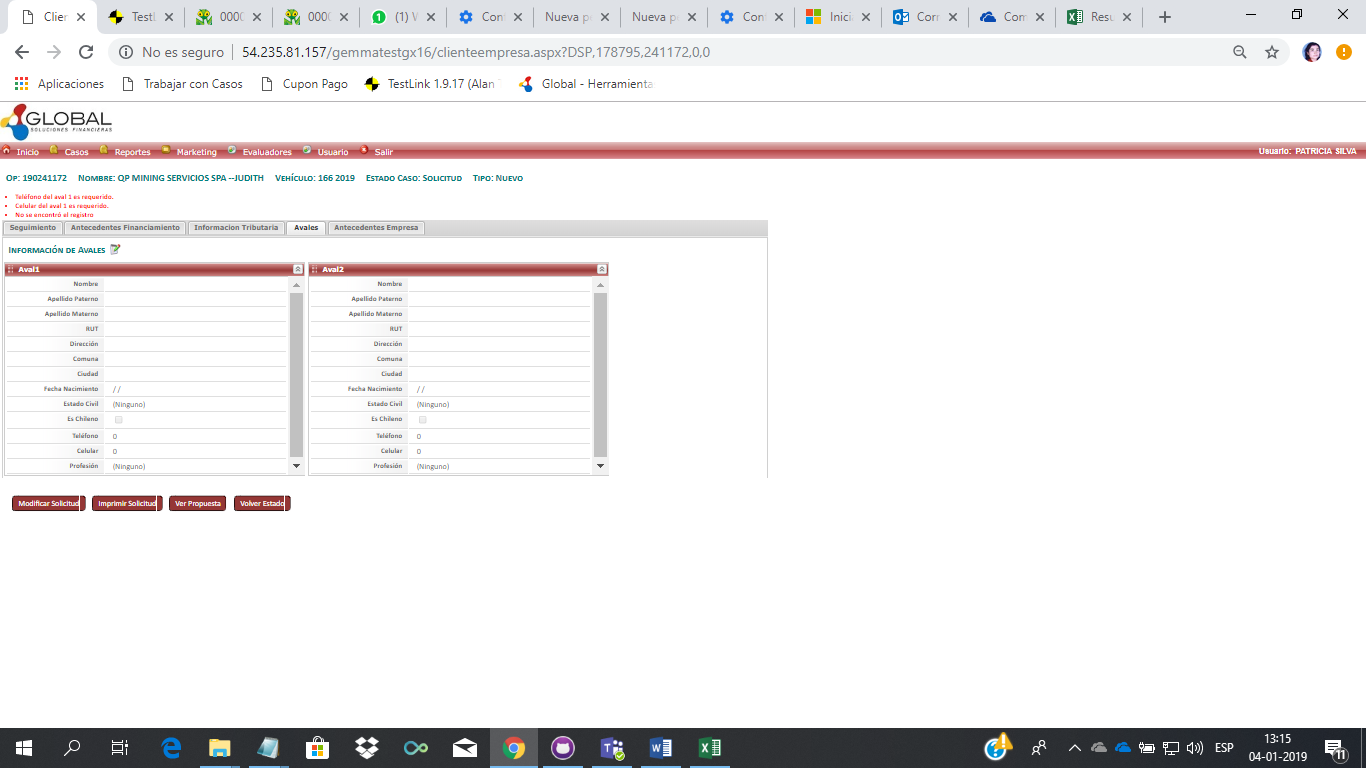 Clien
TestL
0000
0000
(1) W
Cont
Nueva pe
Nueva pe
Cont
Inicia
Corr
Com
Resu
No es seguro | 54.235.81.157/gemmatestgx16/clienteempresa.aspx?DSP,178795,241172,0,0
Aplicaciones
Trabajar con Casos
Cupon Pago
TestLink 1.9.17 (Alan
Global - Herramienta
GLOBAL
SOLUCIONES FINANCIERAS
Inicio
Casos
Reportes
Marketing
Evaluadores
Usuario
Salir
Usuario: PATRICIA SILVA
Op: 190241172 Nombre: QP MINING SERVICIOS SPA --JUDITH Vehículo: 166 2019 Estado Caso: Solicitud Tipo: Nuevo
Teléfono del aval 1 es requerido.
Celular del aval 1 es requerido.
No se encontró el registro
Seguimiento
Antecedentes Financiamiento
Informacion Tributaria
Avales
Antecedentes Empresa
Información de Avales
Aval1
Nombre
Apellido Paterno
Apellido Materno
RUT
Dirección
Comuna
Ciudad
Fecha Nacimiento / /
Estado Civil (Ninguno)
Es Chileno
Teléfono 0
Celular 0
Profesión (Ninguno)
Aval2
Nombre
Apellido Paterno
Apellido Materno
RUT
Dirección
Comuna
Ciudad
Fecha Nacimiento / /
Estado Civil (Ninguno)
Es Chileno
Teléfono 0
Celular 0
Profesión (Ninguno)
Modificar Solicitud
Imprimir Solicitud
Ver Propuesta
Volver Estado
ESP
13:15
04-01-2019
11